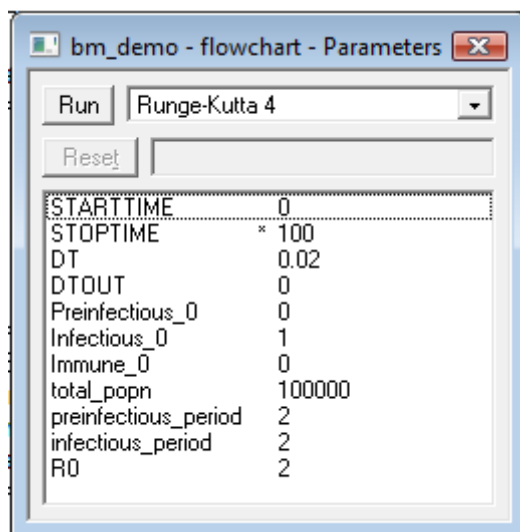 bm_demo - flowchart - Parameters
Run Runge-Kutta 4
Reset
STARTTIME 0
STOPTIME * 100
DT 0.02
DTOUT 0
Preinfectious_0 0
Infectious_0 1
Immune_0 0
total_popn 100000
preinfectious_period 2
infectious_period 2
R0 2